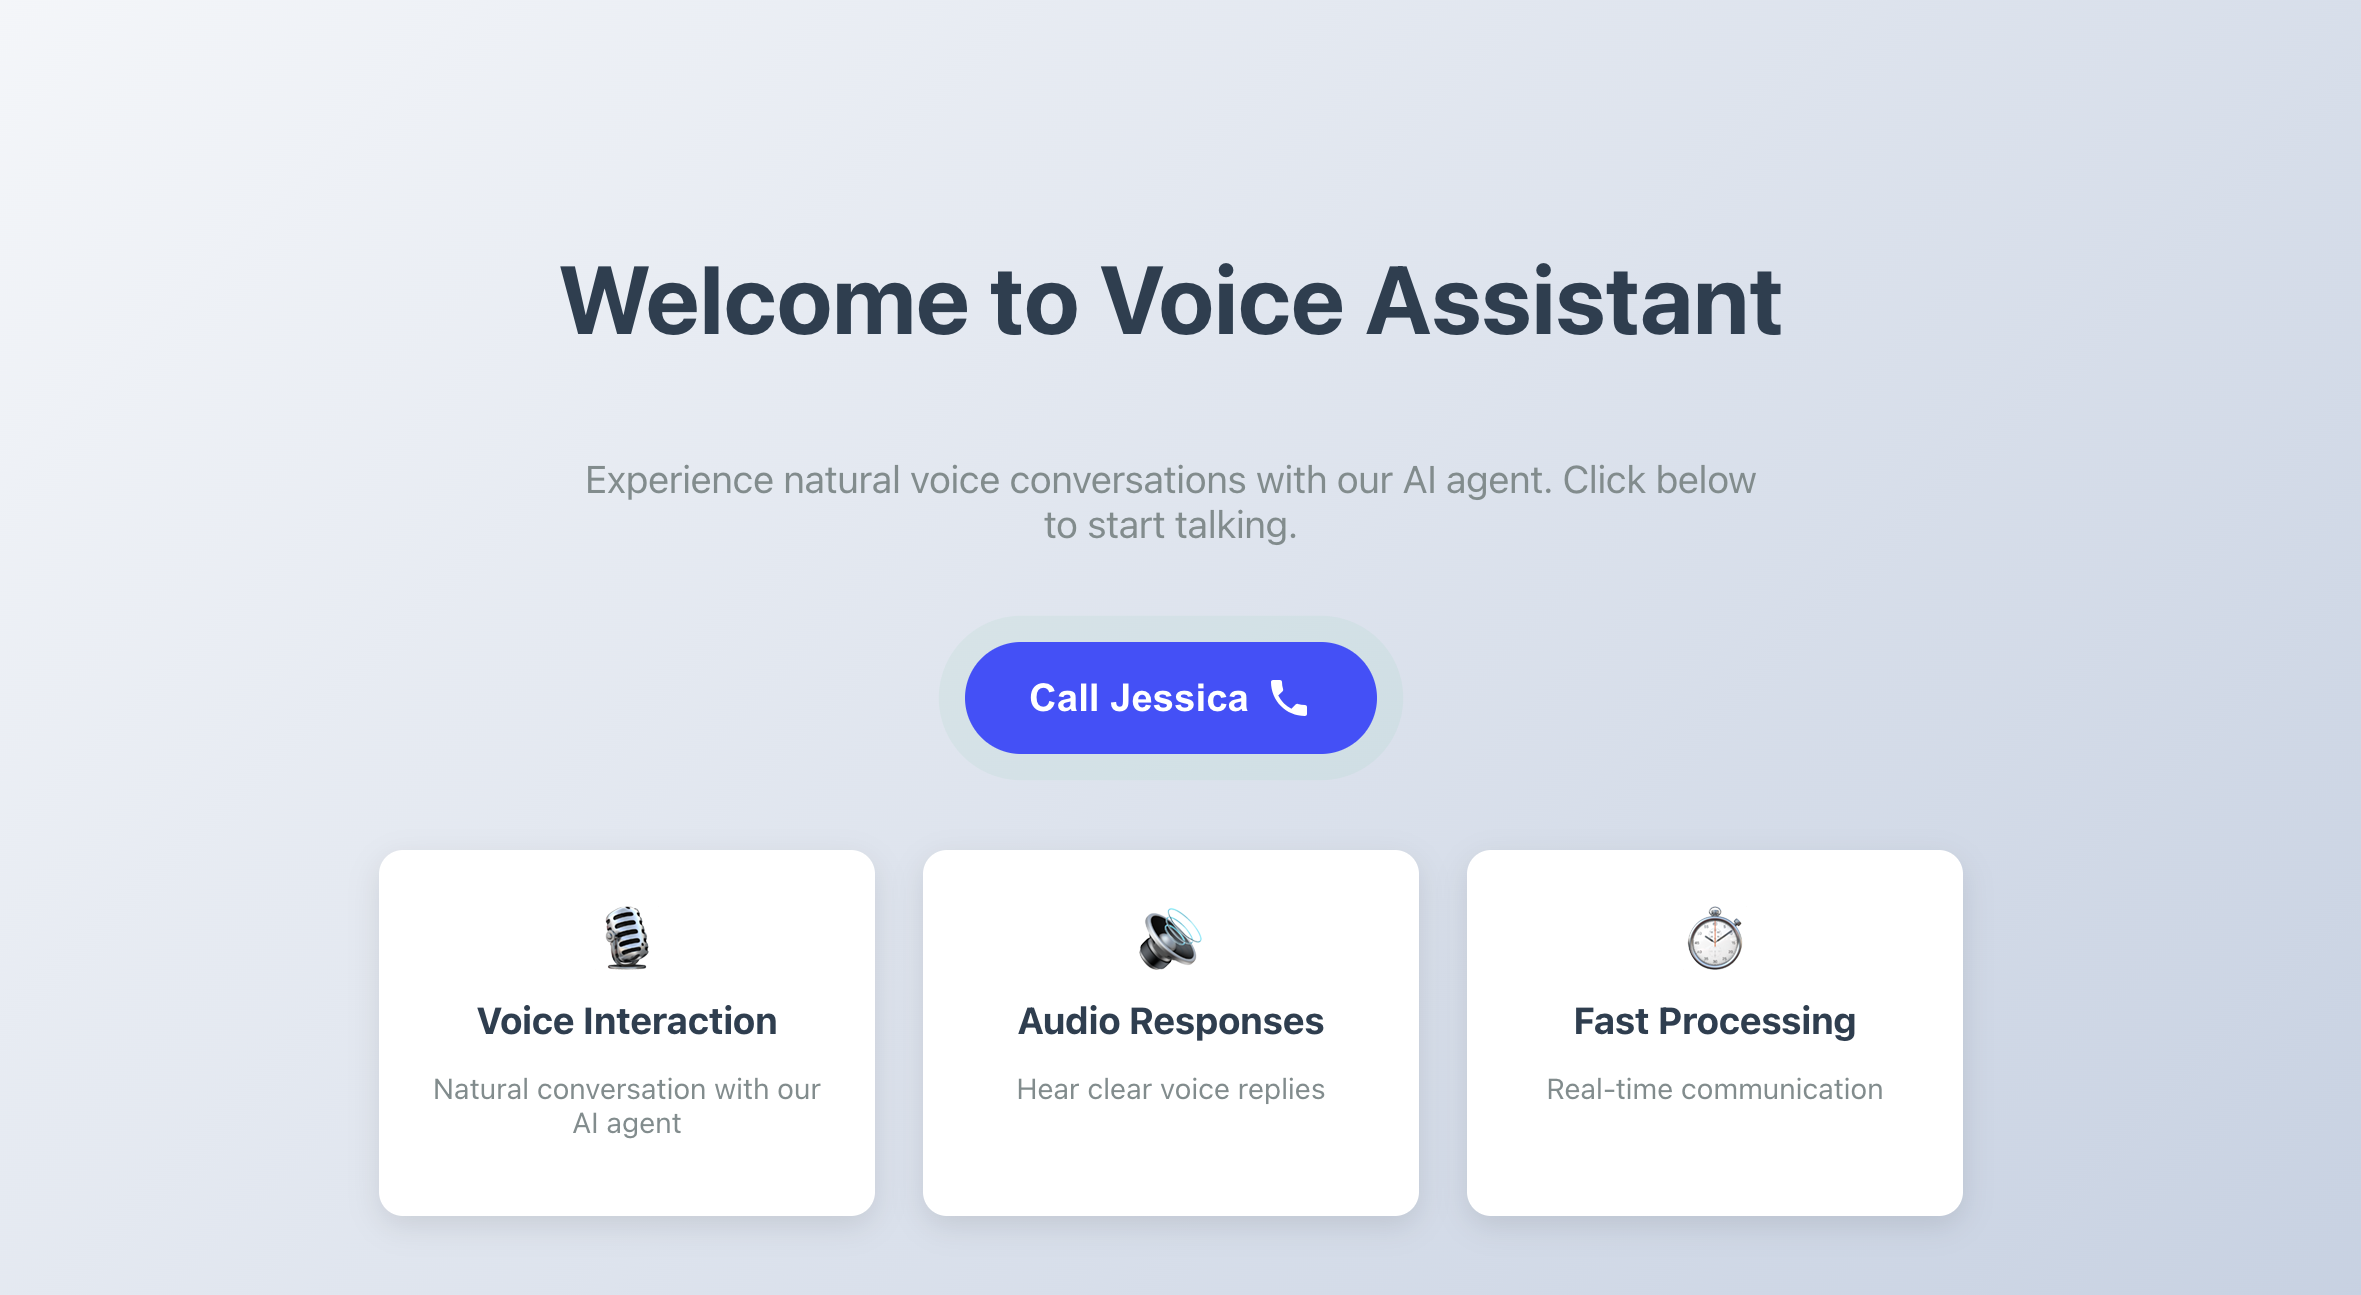 Welcome to Voice Assistant
Experience natural voice conversations with our AI agent. Click below
to start talking.
Call Jessica
Voice Interaction
Natural conversation with our
AI agent
Audio Responses
Hear clear voice replies
Fast Processing
Real-time communication